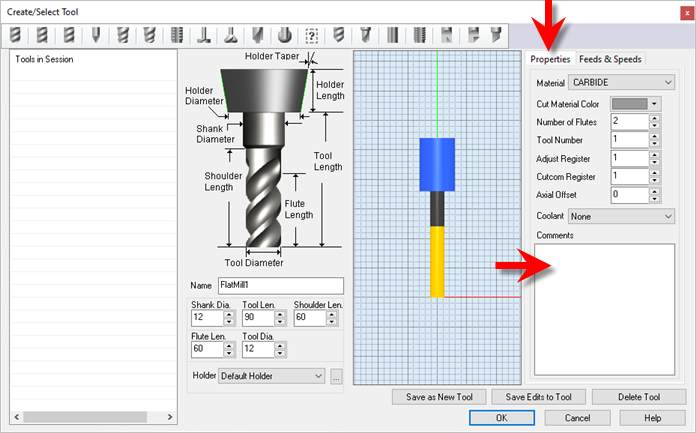 Create/Select Tool
x
?
Tools in Session
Holder Taper
Holder Diameter
Holder Length
Shank Diameter
Tool Length
Shoulder Length
Flute Length
Tool Diameter
Name FlatMill1
Shank Dia. Tool Len. Shoulder Len.
12 90 60
Flute Len. Tool Dia.
60 12
Holder Default Holder ...
Properties Feeds & Speeds
Material CARBIDE
Cut Material Color
Number of Flutes 2
Tool Number 1
Adjust Register 1
Cutcom Register 1
Axial Offset 0
Coolant None
Comments
Save as New Tool Save Edits to Tool Delete Tool
OK Cancel Help